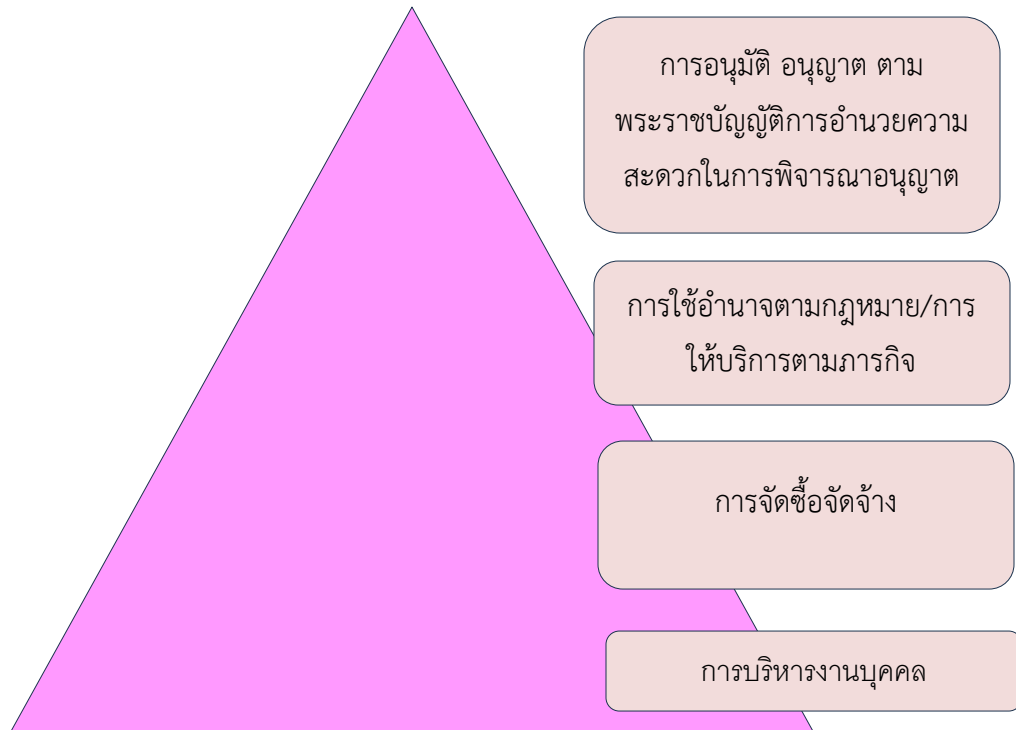 การอนุมัติ อนุญาต ตาม
พระราชบัญญัติการอำนวยความ
สะดวกในการพิจารณาอนุญาต
การใช้อำนาจตามกฎหมาย/การ
ให้บริการตามภารกิจ
การจัดซื้อจัดจ้าง
การบริหารงานบุคคล